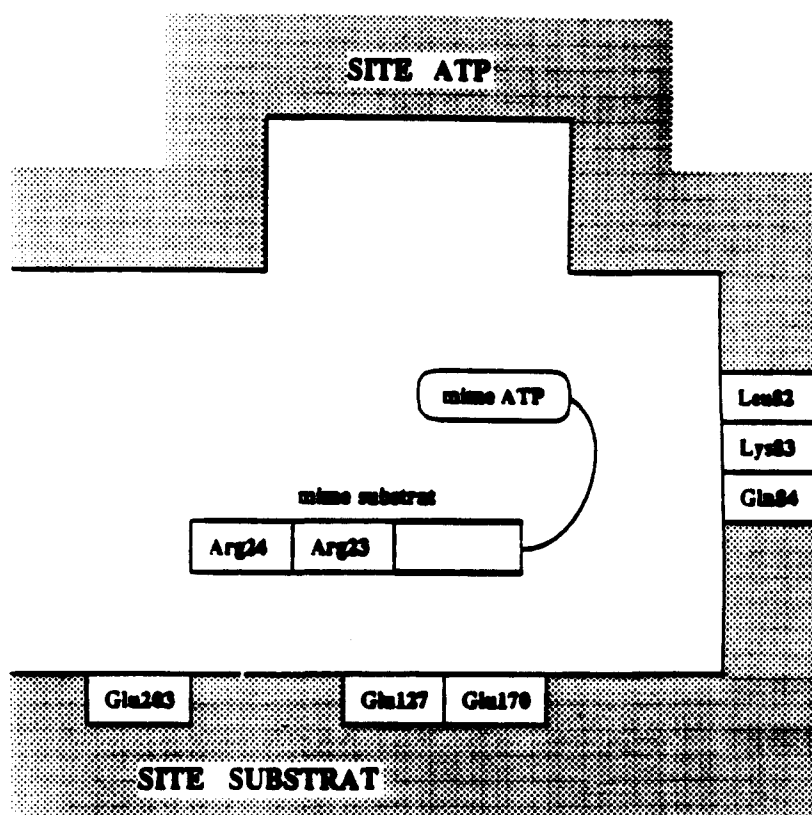 SITE ATP
mime ATP
Leu82
Lys83
Gln84
mime substrat
Arg24
Arg23
Glu203
Glu127
Glu170
SITE SUBSTRAT